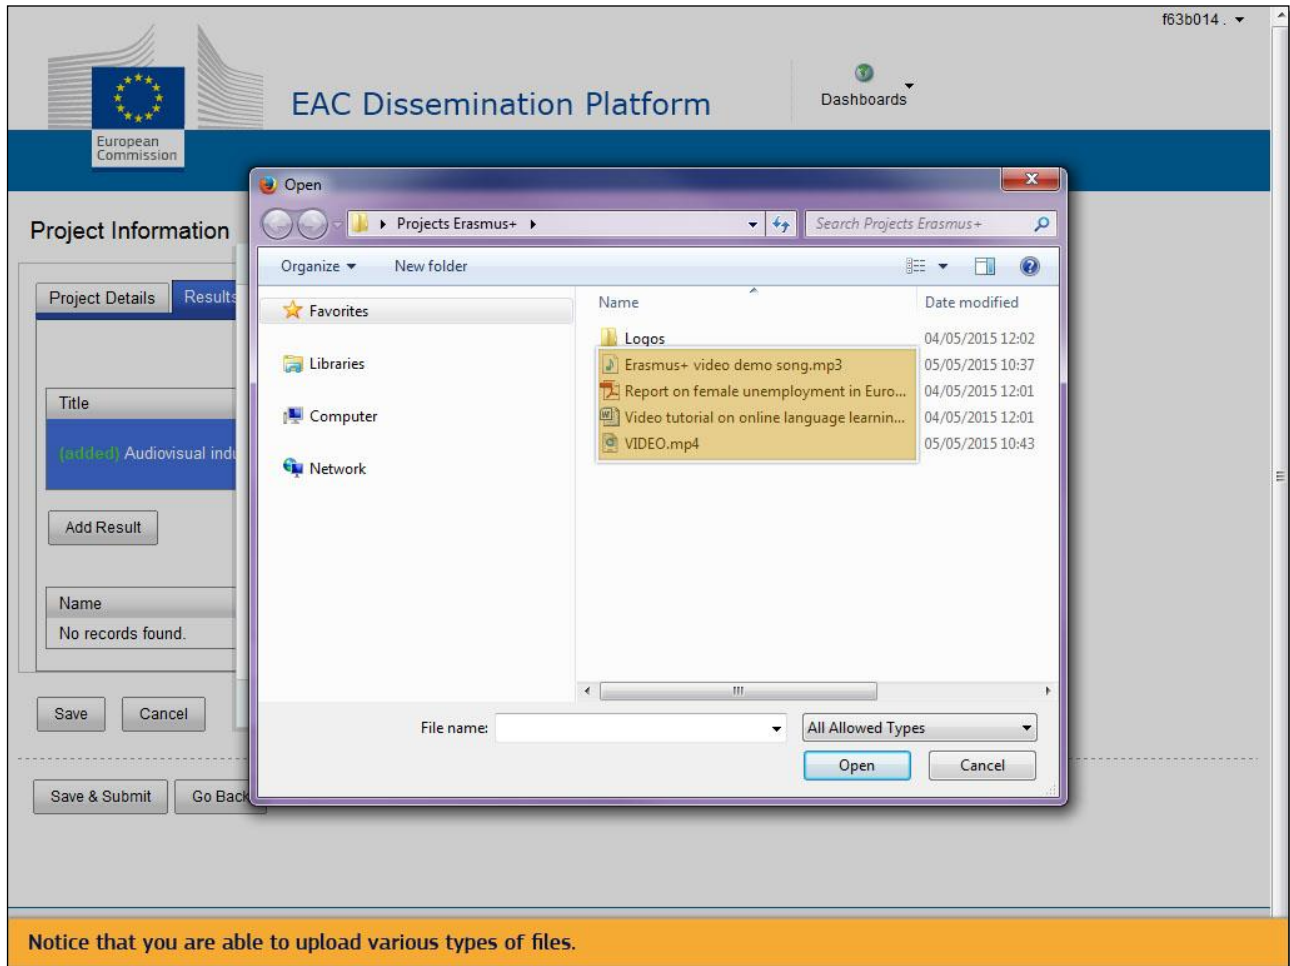 f63b014 .
EAC Dissemination Platform
Dashboards
European
Commission
Project Information
Project Details
Results
Title
(added) Audiovisual indu
Add Result
Name
No records found.
Save
Cancel
Save & Submit
Go Back
Open
Projects Erasmus+
Search Projects Erasmus+
Organize
New folder
Favorites
Libraries
Computer
Network
Name Date modified
Logos 04/05/2015 12:02
Erasmus+ video demo song.mp3 05/05/2015 10:37
Report on female unemployment in Euro... 04/05/2015 12:01
Video tutorial on online language learnin... 04/05/2015 12:01
VIDEO.mp4 05/05/2015 10:43
File name:
All Allowed Types
Open
Cancel
Notice that you are able to upload various types of files.